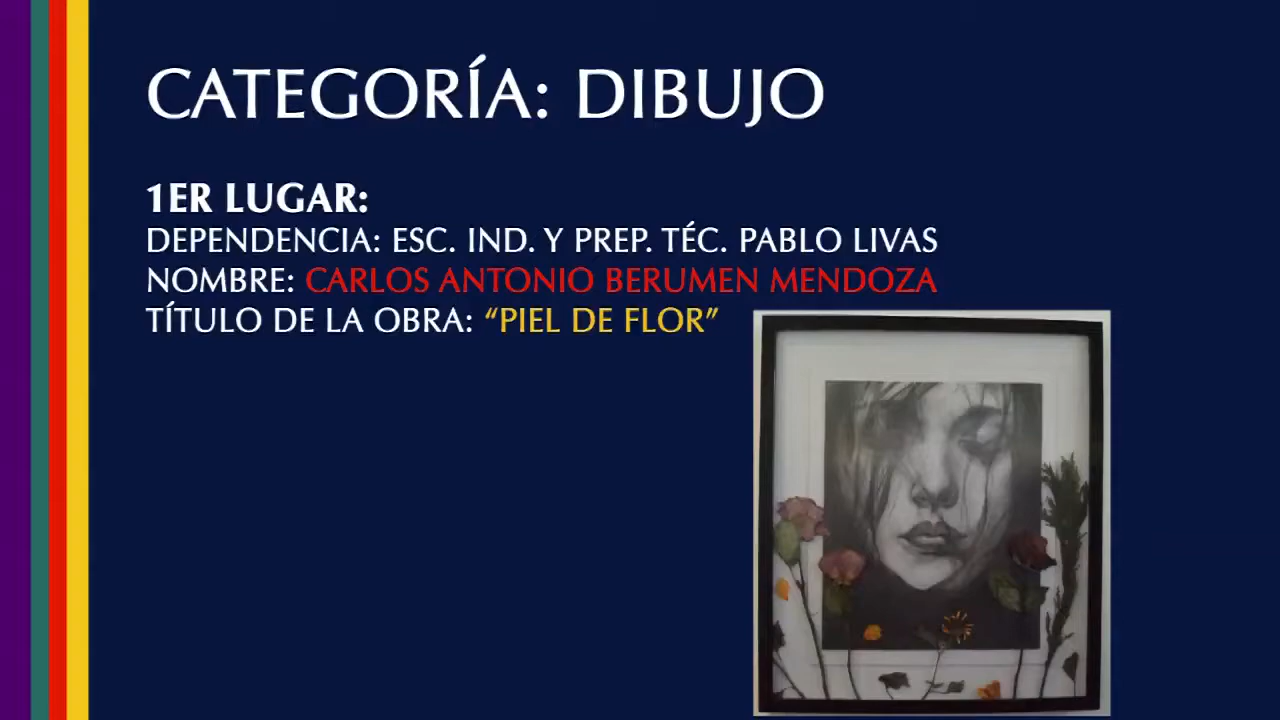 CATEGORÍA: DIBUJO
1ER LUGAR:
DEPENDENCIA: ESC. IND. Y PREP. TÉC. PABLO LIVAS
NOMBRE: CARLOS ANTONIO BERUMEN MENDOZA
TÍTULO DE LA OBRA: “PIEL DE FLOR”